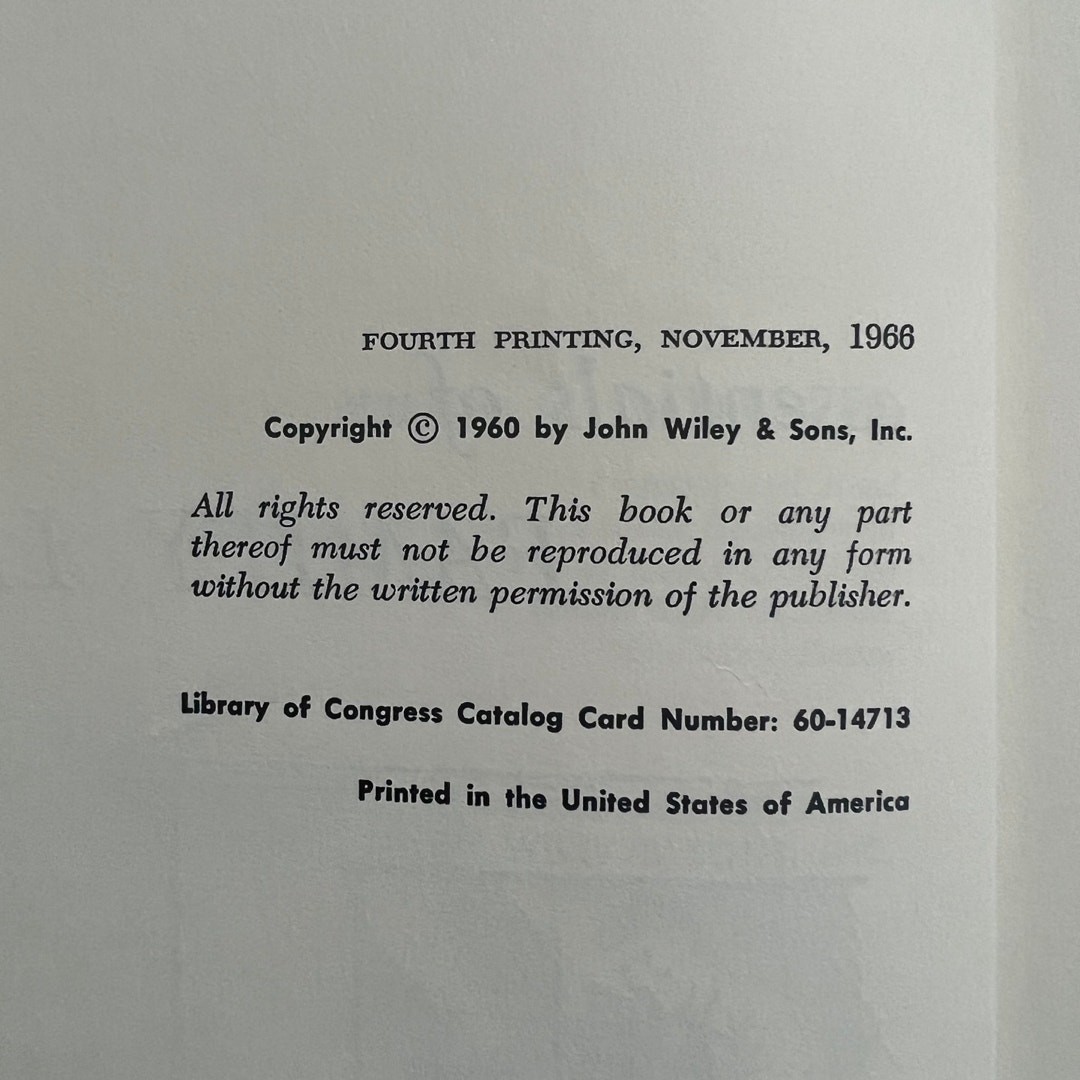 FOURTH PRINTING, NOVEMBER, 1966
Copyright © 1960 by John Wiley & Sons, Inc.
All rights reserved. This book or any part
thereof must not be reproduced in any form
without the written permission of the publisher.
Library of Congress Catalog Card Number: 60-14713
Printed in the United States of America